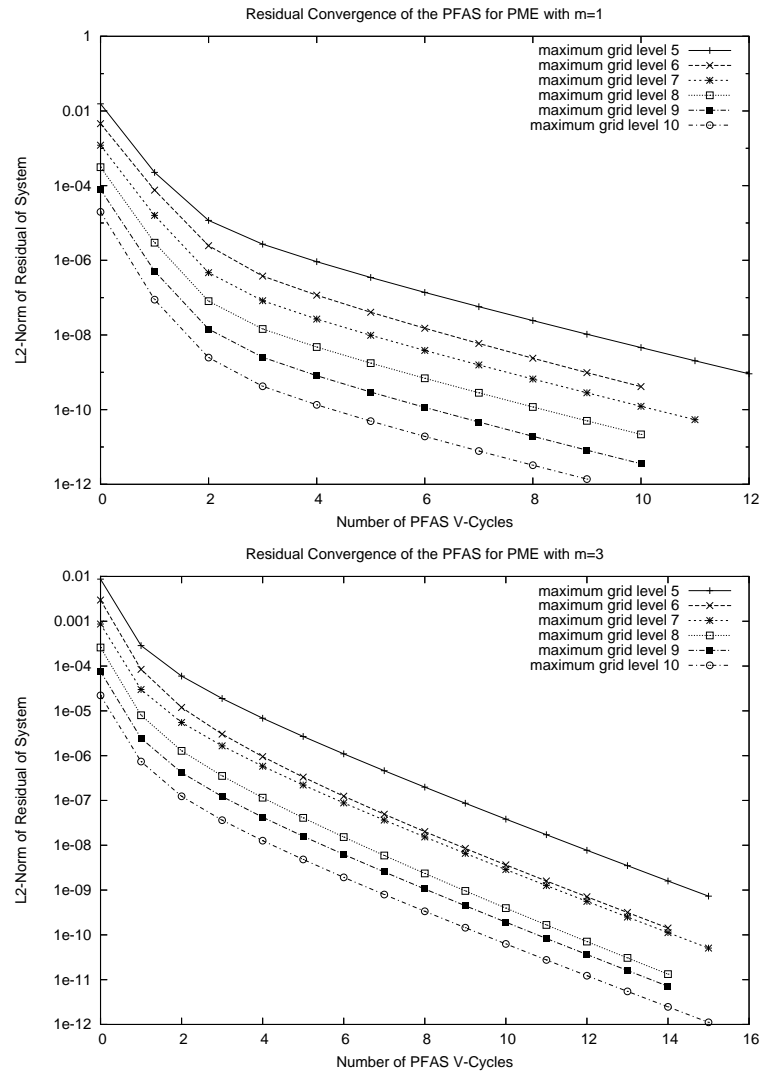 Residual Convergence of the PFAS for PME with m=1
L2-Norm of Residual of System
1
0.01
1e-04
1e-06
1e-08
1e-10
1e-12
maximum grid level 5
maximum grid level 6
maximum grid level 7
maximum grid level 8
maximum grid level 9
maximum grid level 10
0 2 4 6 8 10 12
Number of PFAS V-Cycles
Residual Convergence of the PFAS for PME with m=3
L2-Norm of Residual of System
0.01
0.001
1e-04
1e-05
1e-06
1e-07
1e-08
1e-09
1e-10
1e-11
1e-12
maximum grid level 5
maximum grid level 6
maximum grid level 7
maximum grid level 8
maximum grid level 9
maximum grid level 10
0 2 4 6 8 10 12 14 16
Number of PFAS V-Cycles